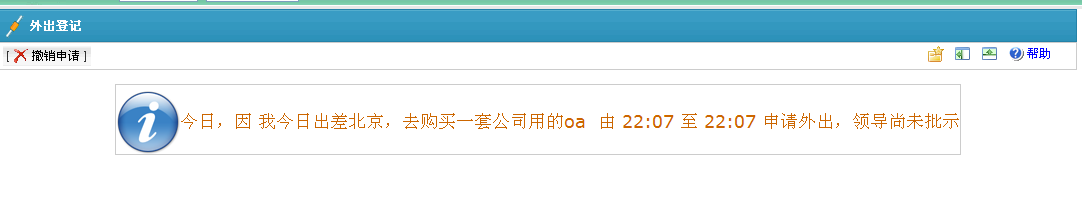 外出登记
[ 撤销申请 ] 帮助
今日，因 我今日出差北京，去购买一套公司用的oa 由 22:07 至 22:07 申请外出，领导尚未批示